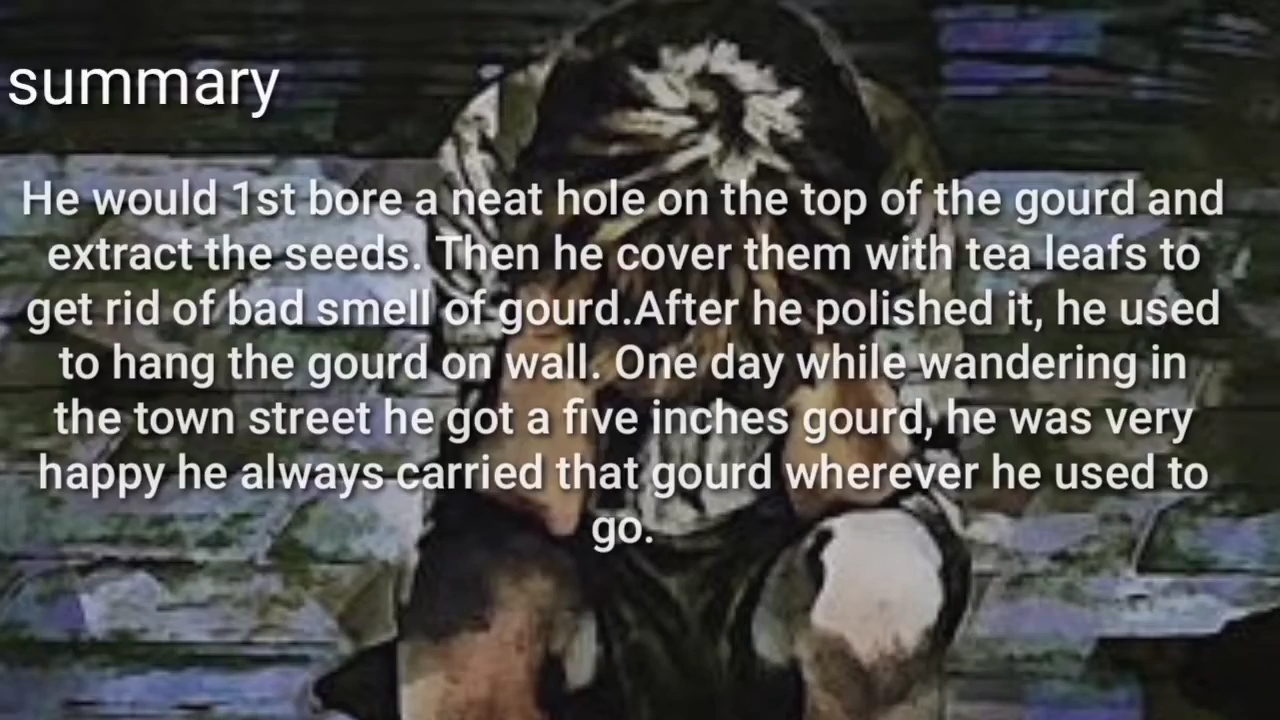 summary
He would 1st bore a neat hole on the top of the gourd and
extract the seeds. Then he cover them with tea leafs to
get rid of bad smell of gourd.After he polished it, he used
to hang the gourd on wall. One day while wandering in
the town street he got a five inches gourd, he was very
happy he always carried that gourd wherever he used to
go.